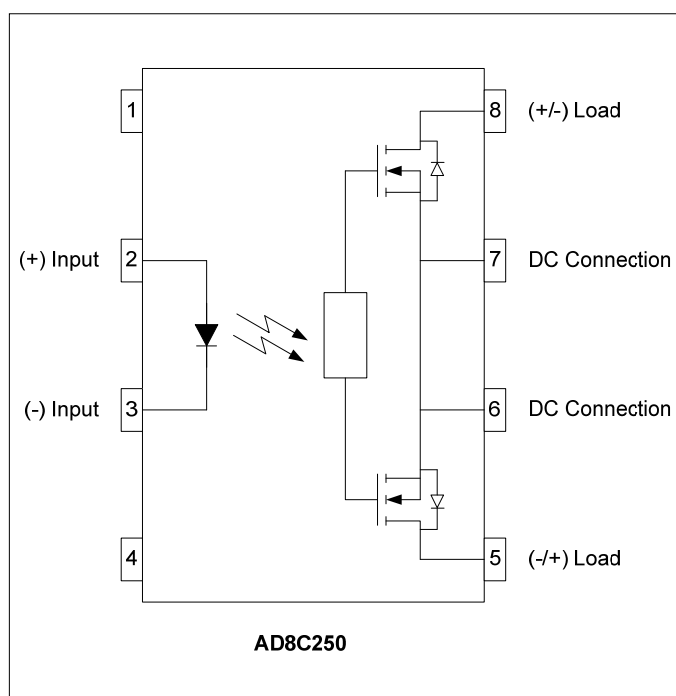 1
8 (+/-) Load
(+) Input 2
7 DC Connection
(-) Input 3
6 DC Connection
4
5 (-/+) Load
AD8C250